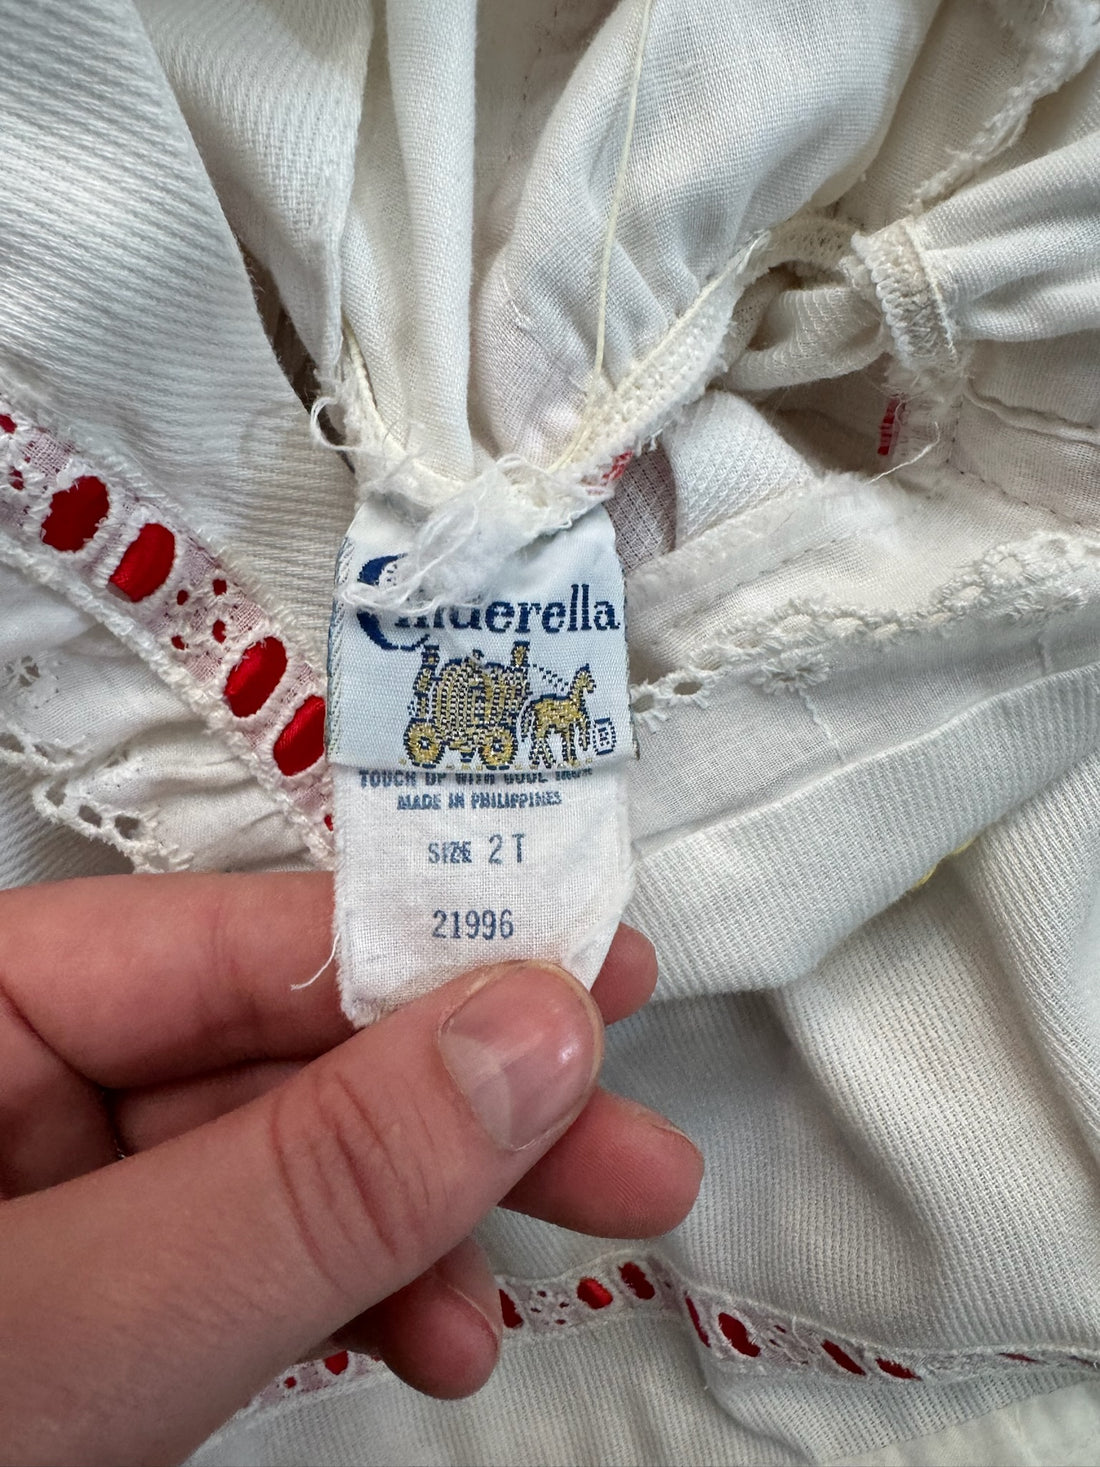 Cinderella
®
TOUCH UP WITH COOL IRON
MADE IN PHILIPPINES
SIZE 2T
21996